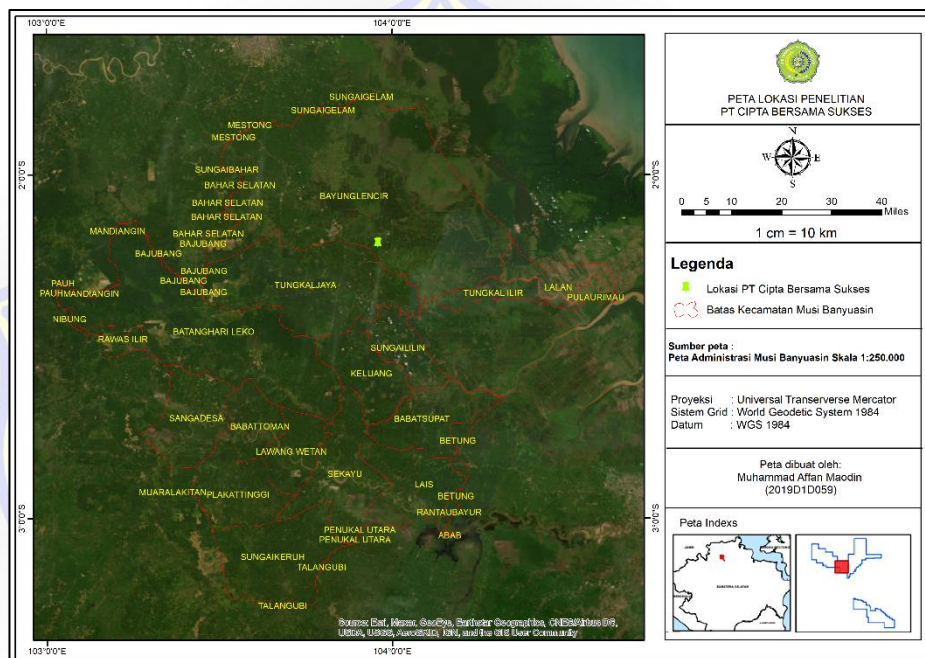 103°0'0"E
104°0'0"E
2°0'0"S
2°0'0"S
3°0'0"S
3°0'0"S
103°0'0"E
104°0'0"E
SUNGAIGELAM
SUNGAIGELAM
MESTONG
MESTONG
SUNGAIBAHAR
BAHAR SELATAN
BAYUNGLENCIR
BAHAR SELATAN
BAHAR SELATAN
MANDIANGIN
BAHAR SELATAN
BAJUBANG
BAJUBANG
BAJUBANG
BAJUBANG
BAJUBANG
PAUH
PAUH
MANDIANGIN
TUNGKALJAYA
TUNGKAL ILIR
LALAN
PULAURIMAU
NIBUNG
RAWAS ILIR
BATANGHARI LEKO
SUNGAILILIN
KELUANG
SANGADESA
BABATTOMAN
BABATSUPAT
BETUNG
LAWANG WETAN
SEKAYU
LAIS
MUARALAKITAN
PLAKATTINGGI
BETUNG
RANTAUBAYUR
PENUKAL UTARA
PENUKAL UTARA
ABAB
SUNGAIKERUH
TALANGUBI
TALANGUBI
Source: Esri, Maxar, GeoEye, Earthstar Geographics, CNES/Airbus DS,
USDA, USGS, AeroGRID, IGN, and the GIS User Community
PETA LOKASI PENELITIAN
PT CIPTA BERSAMA SUKSES
N
W E
S
0 5 10 20 30 40
Miles
1 cm = 10 km
Legenda
Lokasi PT Cipta Bersama Sukses
Batas Kecamatan Musi Banyuasin
Sumber peta :
Peta Administrasi Musi Banyuasin Skala 1:250.000
Proyeksi : Universal Transerverse Mercator
Sistem Grid : World Geodetic System 1984
Datum : WGS 1984
Peta dibuat oleh:
Muhammad Affan Maodin
(2019D1D059)
Peta Indexs
JAMBI
SUMATERA SELATAN